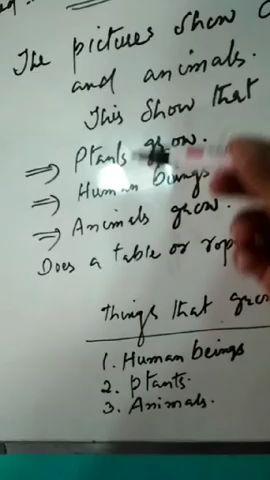 The pictures show
and animals.
This Show that
⇒ Plants grow.
⇒ Human beings
⇒ Animals grow.
Does a table or rop
Things that grow
1. Human beings
2. Plants.
3. Animals.